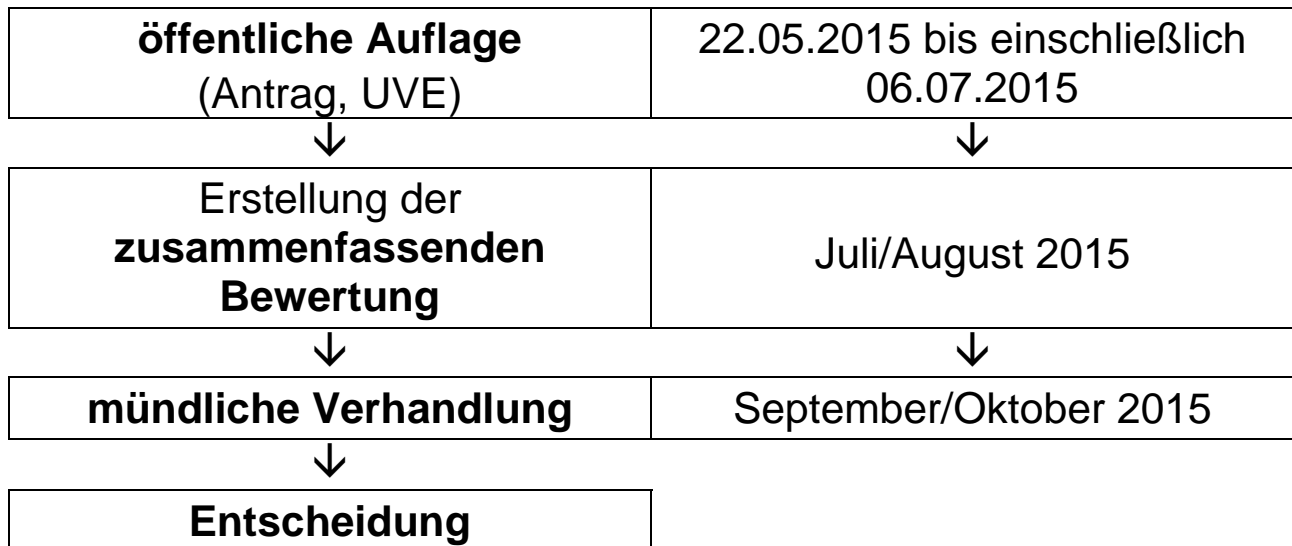 öffentliche Auflage
(Antrag, UVE)
22.05.2015 bis einschließlich
06.07.2015
↓
↓
Erstellung der
zusammenfassenden
Bewertung
Juli/August 2015
↓
↓
mündliche Verhandlung
September/Oktober 2015
↓
Entscheidung